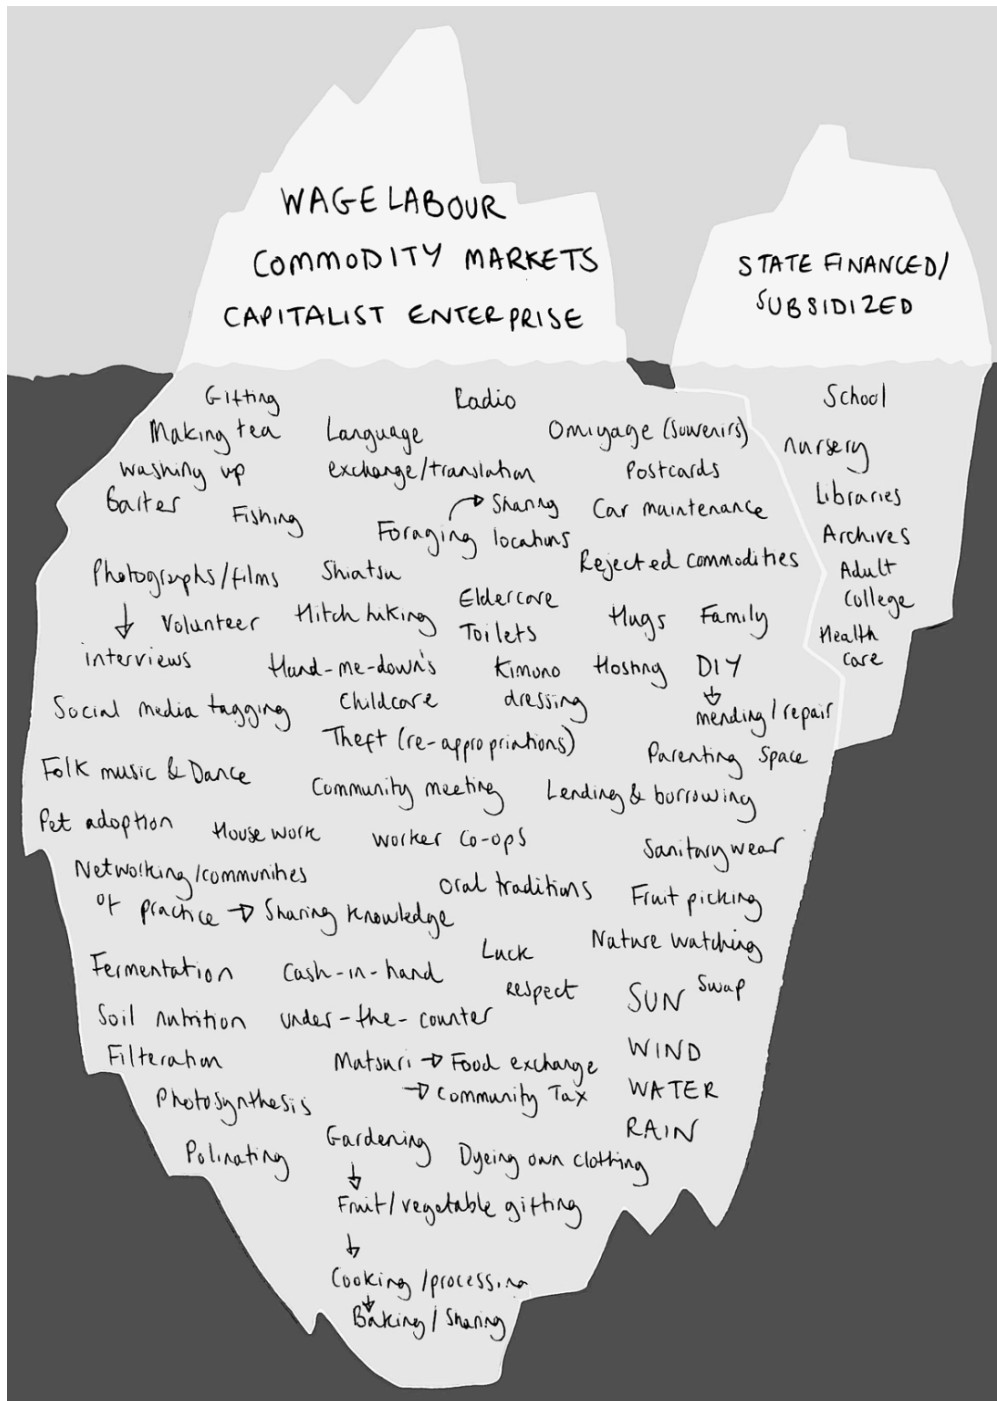 WAGE LABOUR
COMMODITY MARKETS
CAPITALIST ENTERPRISE
STATE FINANCED/
SUBSIDIZED
Gifting
Radio
Making tea
Language
exchange/translation
Omiyage (souvenirs)
Postcards
washing up
Barter
Fishing
Sharing
Foraging locations
Car maintenance
Rejected commodities
Photographs/films
interviews
Shiatsu
Volunteer
Hitch hiking
Eldercare
Toilets
Hugs
Family
Hand-me-down's
Kimono
dressing
Hosting
DIY
mending/repair
Social media tagging
Childcare
Theft (re-appropriations)
Parenting Space
Folk music & Dance
Community meeting
Lending & borrowing
Pet adoption
House work
worker co-ops
Sanitary wear
Networking/communities
of practice → Sharing knowledge
oral traditions
Fruit picking
Luck
Nature watching
Fermentation
Cash-in-hand
respect
Swap
Soil nutrition
under-the-counter
SUN
WIND
WATER
RAIN
Filteration
Matsuri → Food exchange
→ Community Tax
Photosynthesis
Polinating
Gardening
Dyeing own clothing
Fruit/vegetable gifting
Cooking/processing
Baking/sharing
School
nursery
Libraries
Archives
Adult
College
Health
care